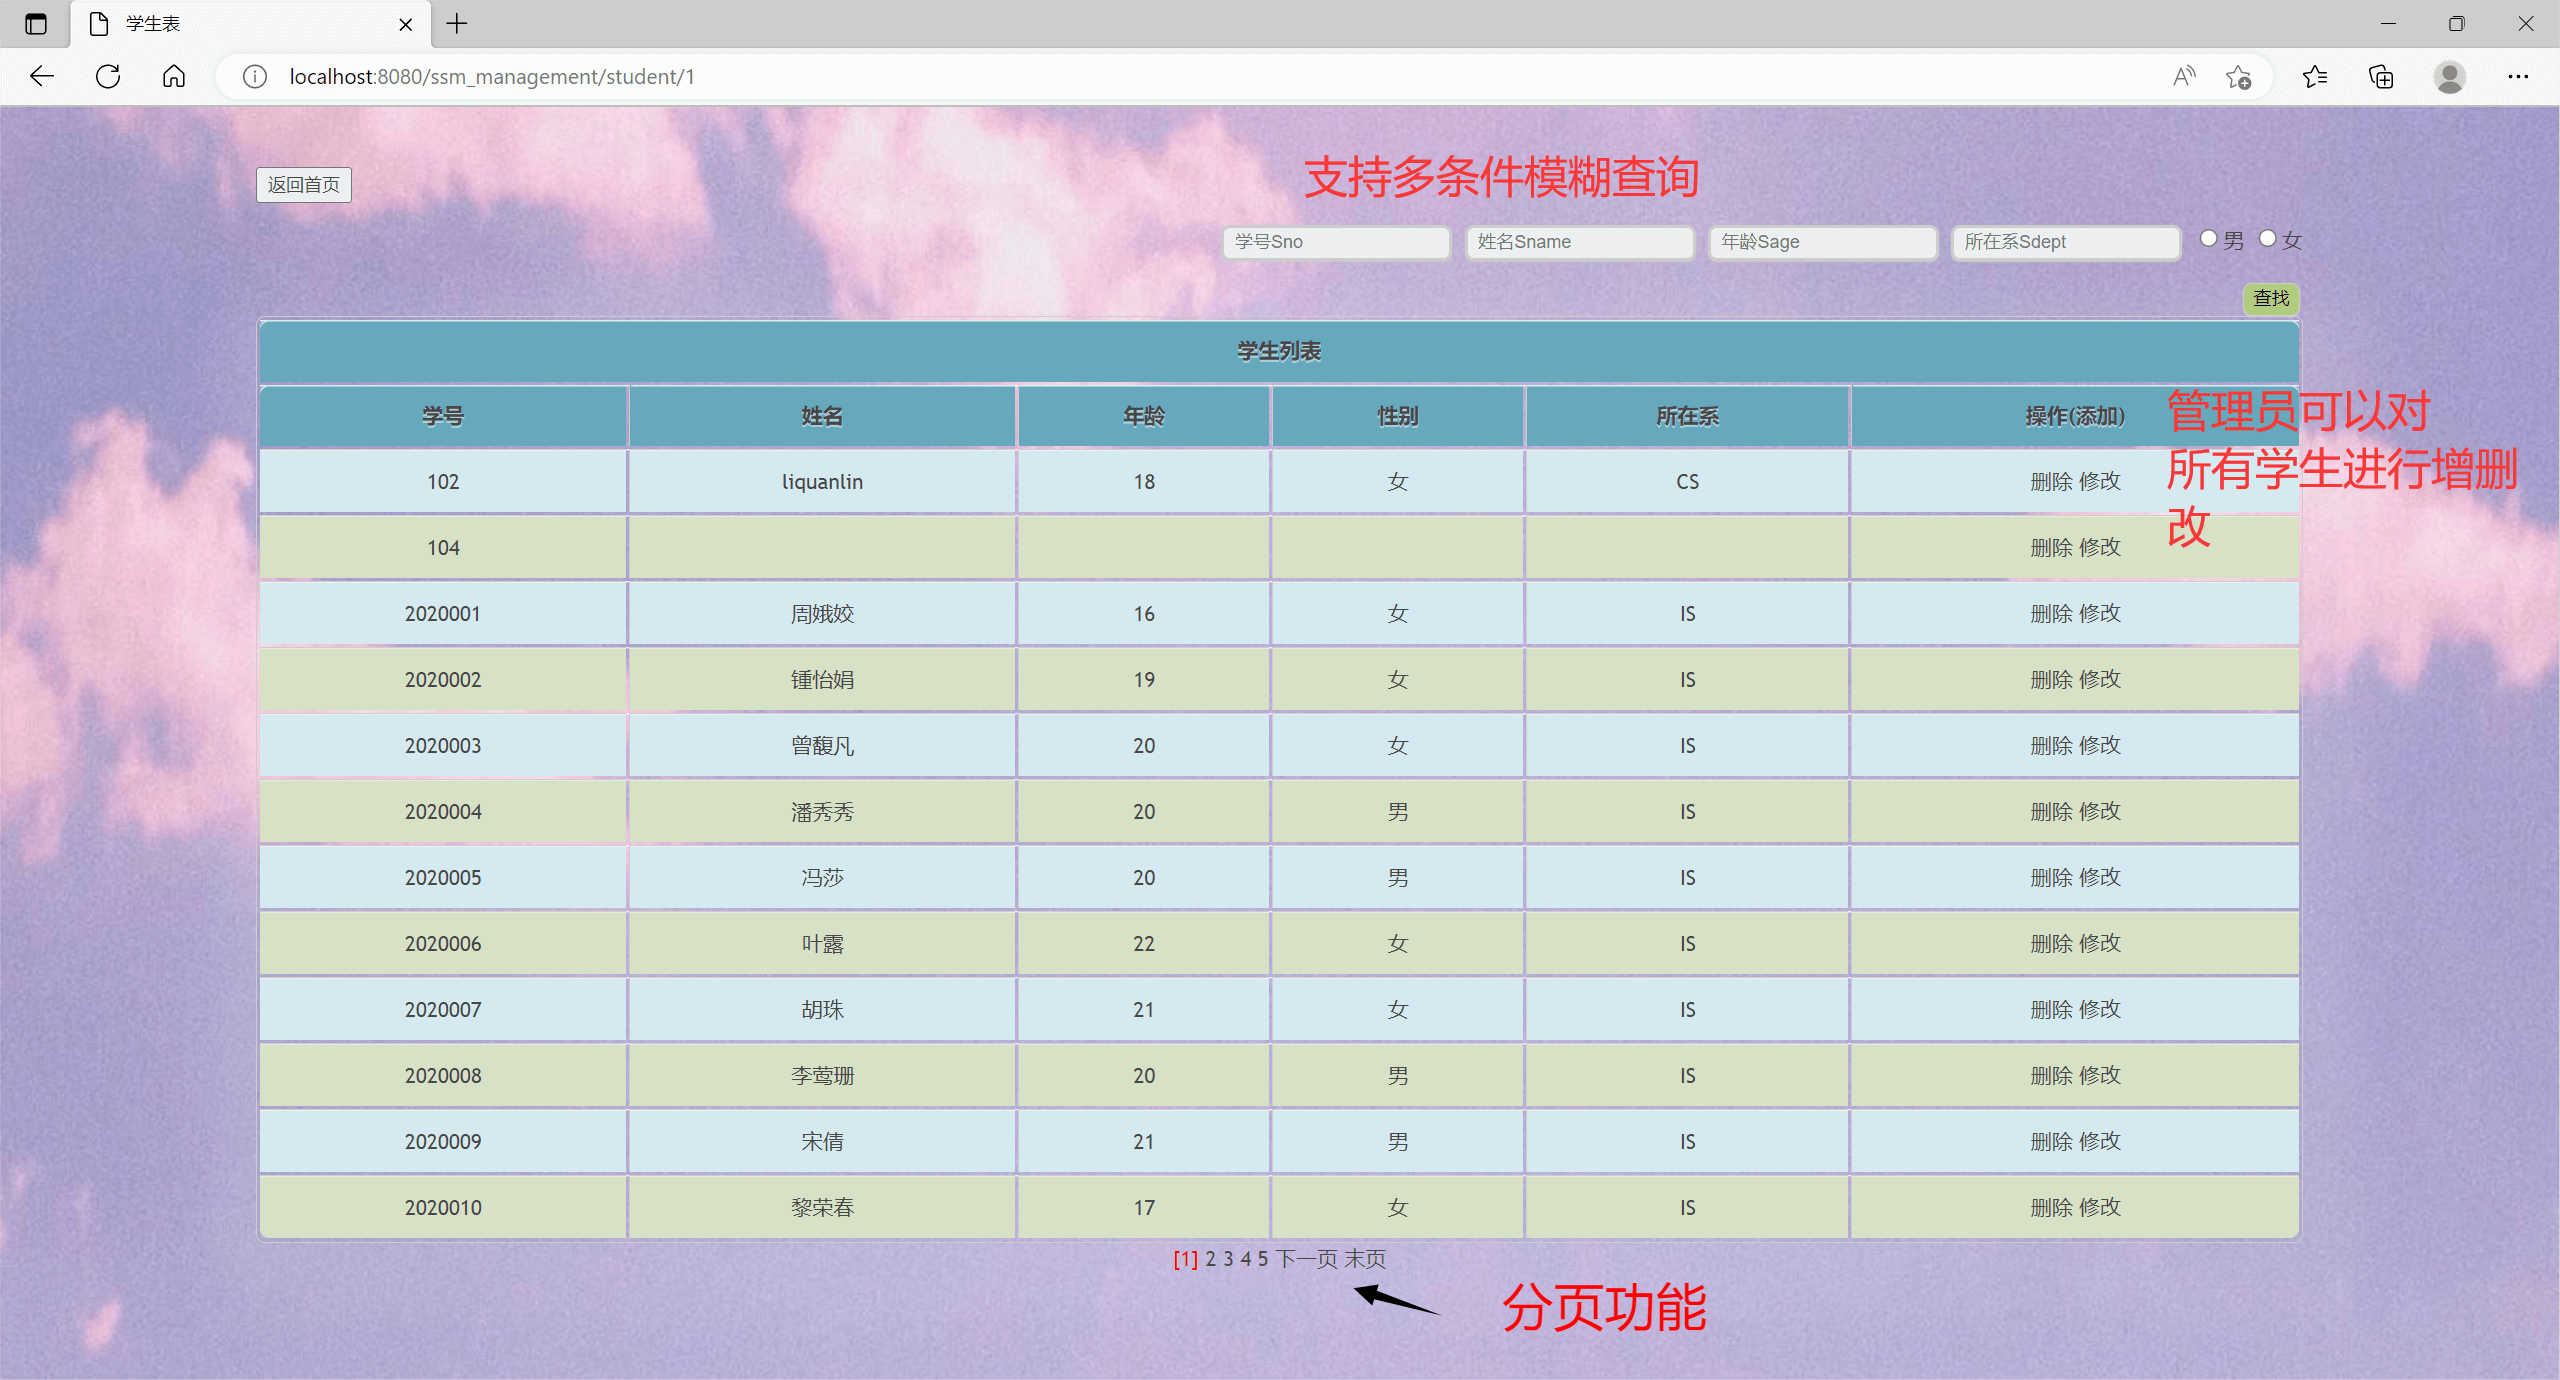 学生表
localhost:8080/ssm_management/student/1
返回首页
支持多条件模糊查询
学号Sno 姓名Sname 年龄Sage 所在系Sdept 男 女
查找
学生列表
学号 姓名 年龄 性别 所在系 操作(添加)
管理员可以对
所有学生进行增删
改
102 liquanlin 18 女 CS 删除 修改
104 删除 修改
2020001 周娥姣 16 女 IS 删除 修改
2020002 锺怡娟 19 女 IS 删除 修改
2020003 曾馥凡 20 女 IS 删除 修改
2020004 潘秀秀 20 男 IS 删除 修改
2020005 冯莎 20 男 IS 删除 修改
2020006 叶露 22 女 IS 删除 修改
2020007 胡珠 21 女 IS 删除 修改
2020008 李莺珊 20 男 IS 删除 修改
2020009 宋倩 21 男 IS 删除 修改
2020010 黎荣春 17 女 IS 删除 修改
[1] 2 3 4 5 下一页 末页
分页功能